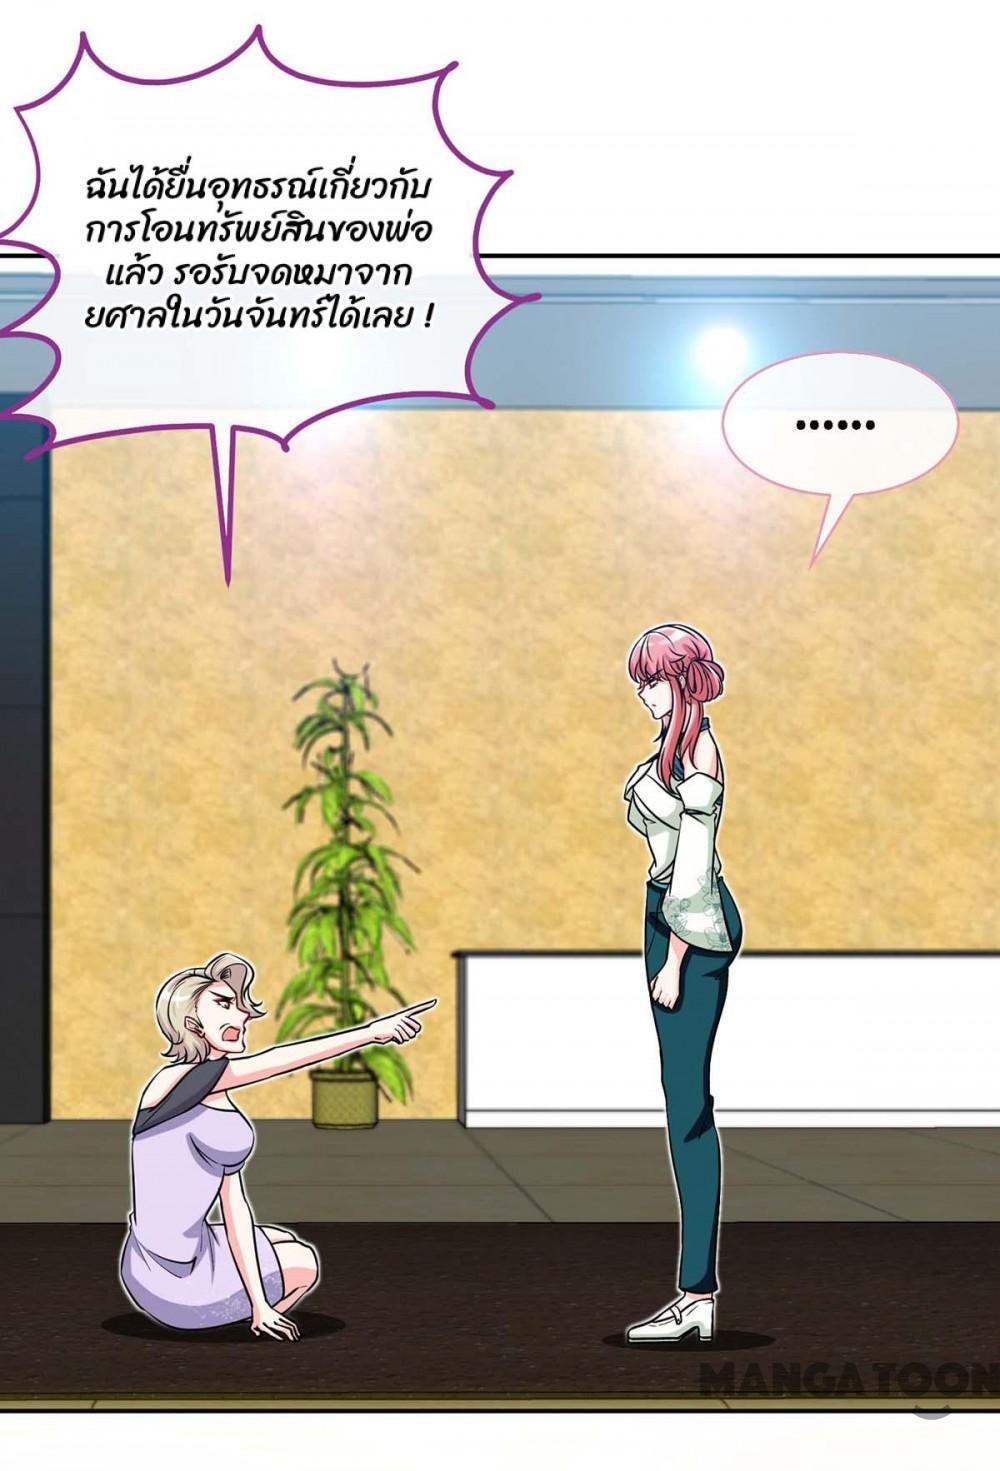 ฉันได้ยื่นอุทธรณ์เกี่ยวกับ
การโอนทรัพย์สินของพ่อ
แล้ว รอรับจดหมาจาก
ยศาลในวันจันทร์ได้เลย !
......
MANGATOON